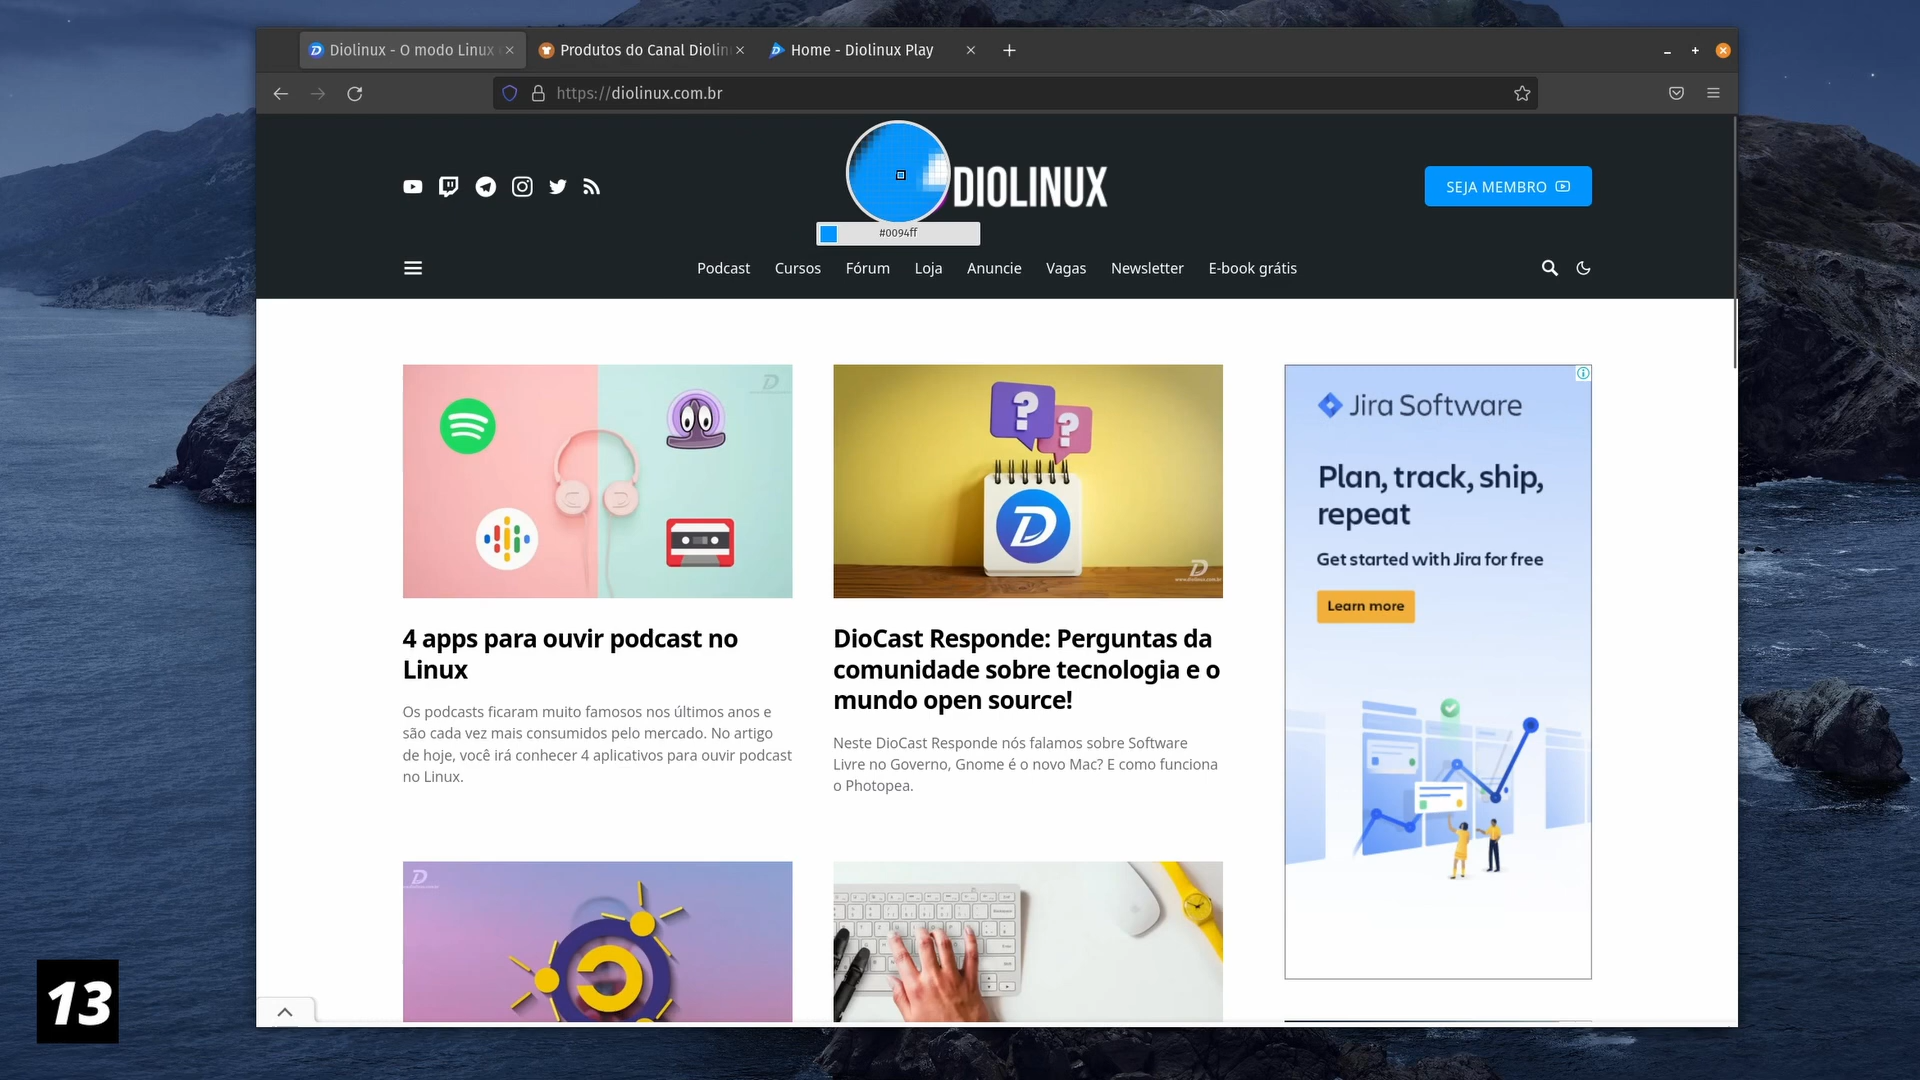 Diolinux - O modo Linux
Produtos do Canal Diolin
Home - Diolinux Play
https://diolinux.com.br
DIOLINUX
SEJA MEMBRO
#0094ff
Podcast Cursos Fórum Loja Anuncie Vagas Newsletter E-book grátis
4 apps para ouvir podcast no
Linux
Os podcasts ficaram muito famosos nos últimos anos e
são cada vez mais consumidos pelo mercado. No artigo
de hoje, você irá conhecer 4 aplicativos para ouvir podcast
no Linux.
? ?
D
www.diolinux.com.br
DioCast Responde: Perguntas da
comunidade sobre tecnologia e o
mundo open source!
Neste DioCast Responde nós falamos sobre Software
Livre no Governo, Gnome é o novo Mac? E como funciona
o Photopea.
Jira Software
Plan, track, ship,
repeat
Get started with Jira for free
Learn more
13